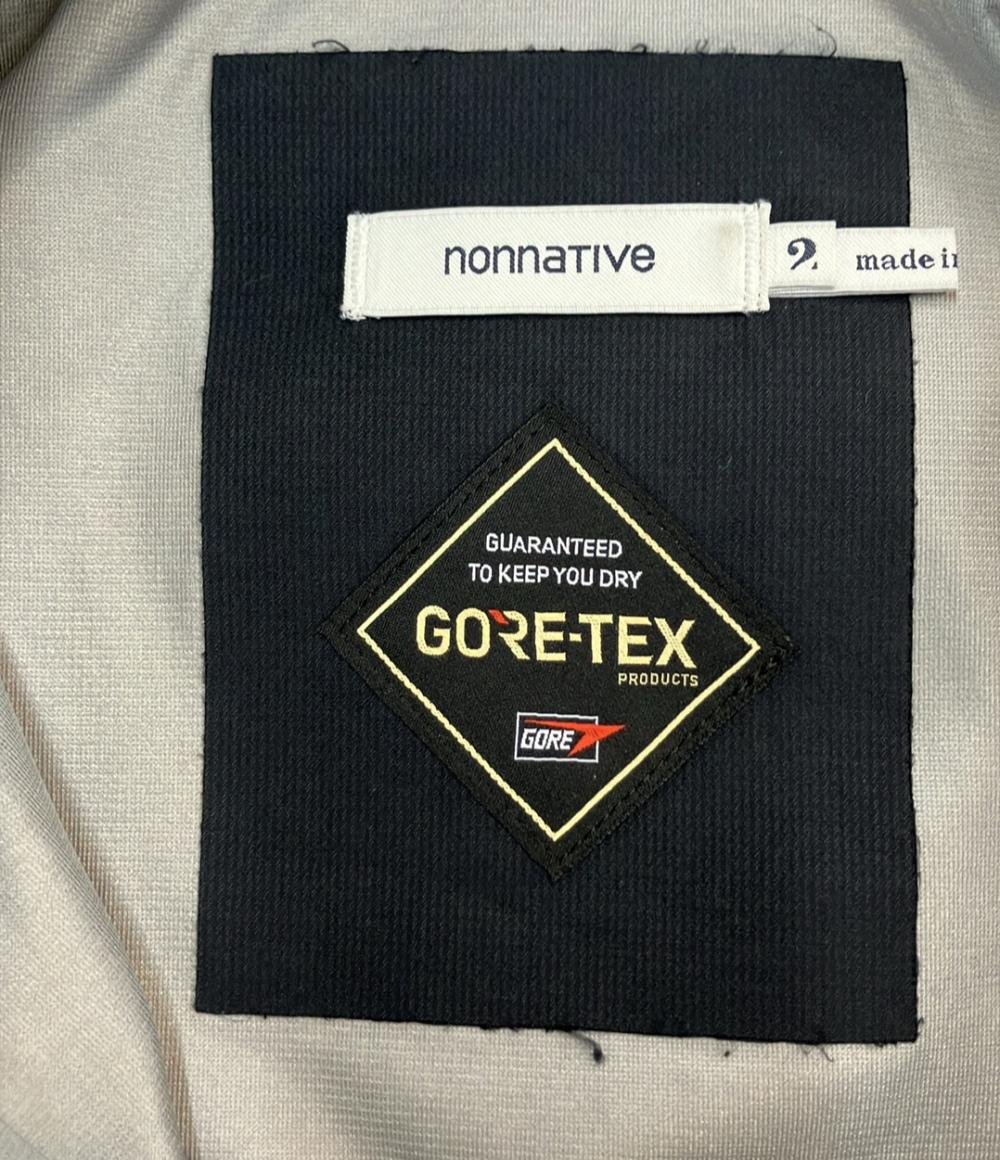 nonnative
2
made in
GUARANTEED
TO KEEP YOU DRY
GORE-TEX
PRODUCTS
GORE